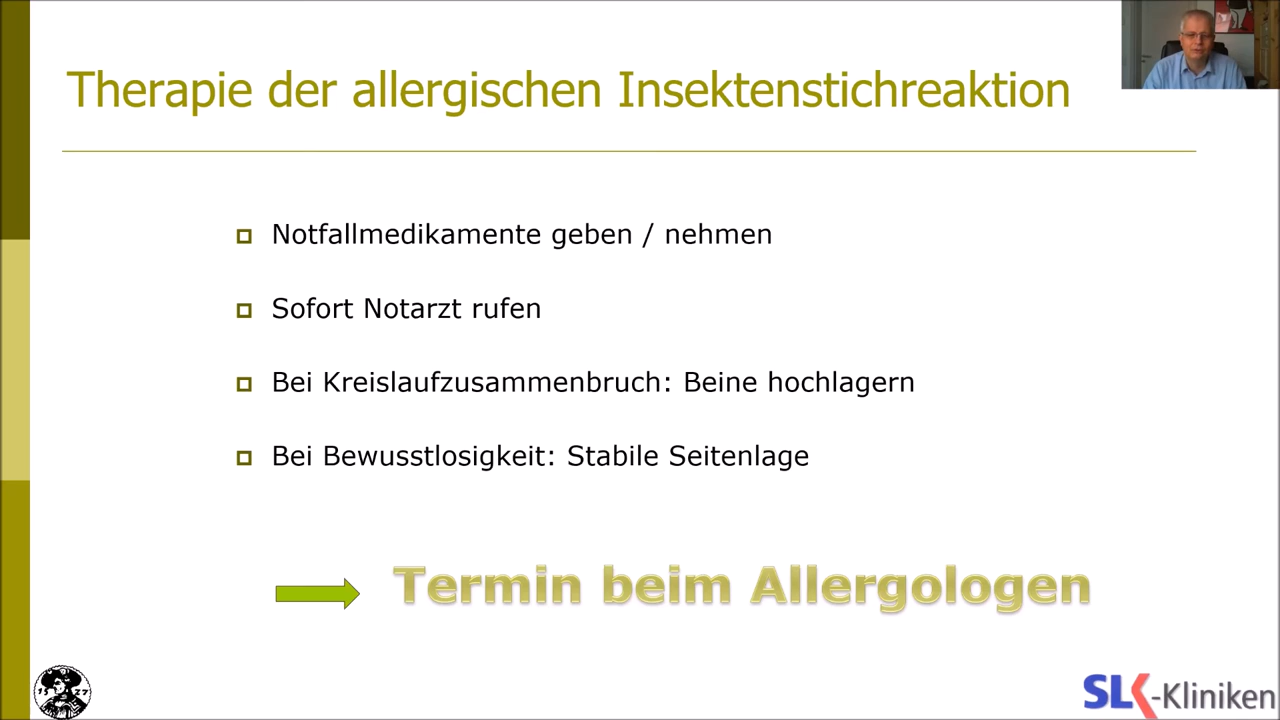 Therapie der allergischen Insektenstichreaktion
Notfallmedikamente geben / nehmen
Sofort Notarzt rufen
Bei Kreislaufzusammenbruch: Beine hochlagern
Bei Bewusstlosigkeit: Stabile Seitenlage
Termin beim Allergologen
1527
SLK-Kliniken